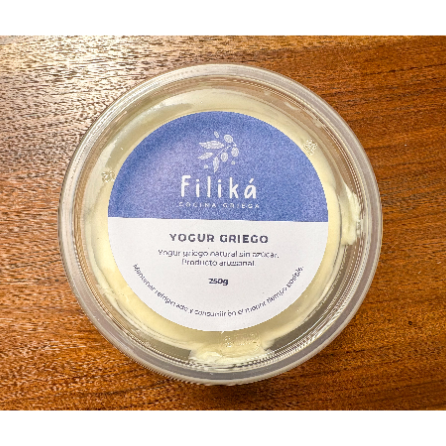 Filiká
COCINA GRIEGA
YOGUR GRIEGO
Yogur griego natural sin azúcar.
Producto artesanal.
250g
Mantener refrigerado y consumir en el menor tiempo posible.